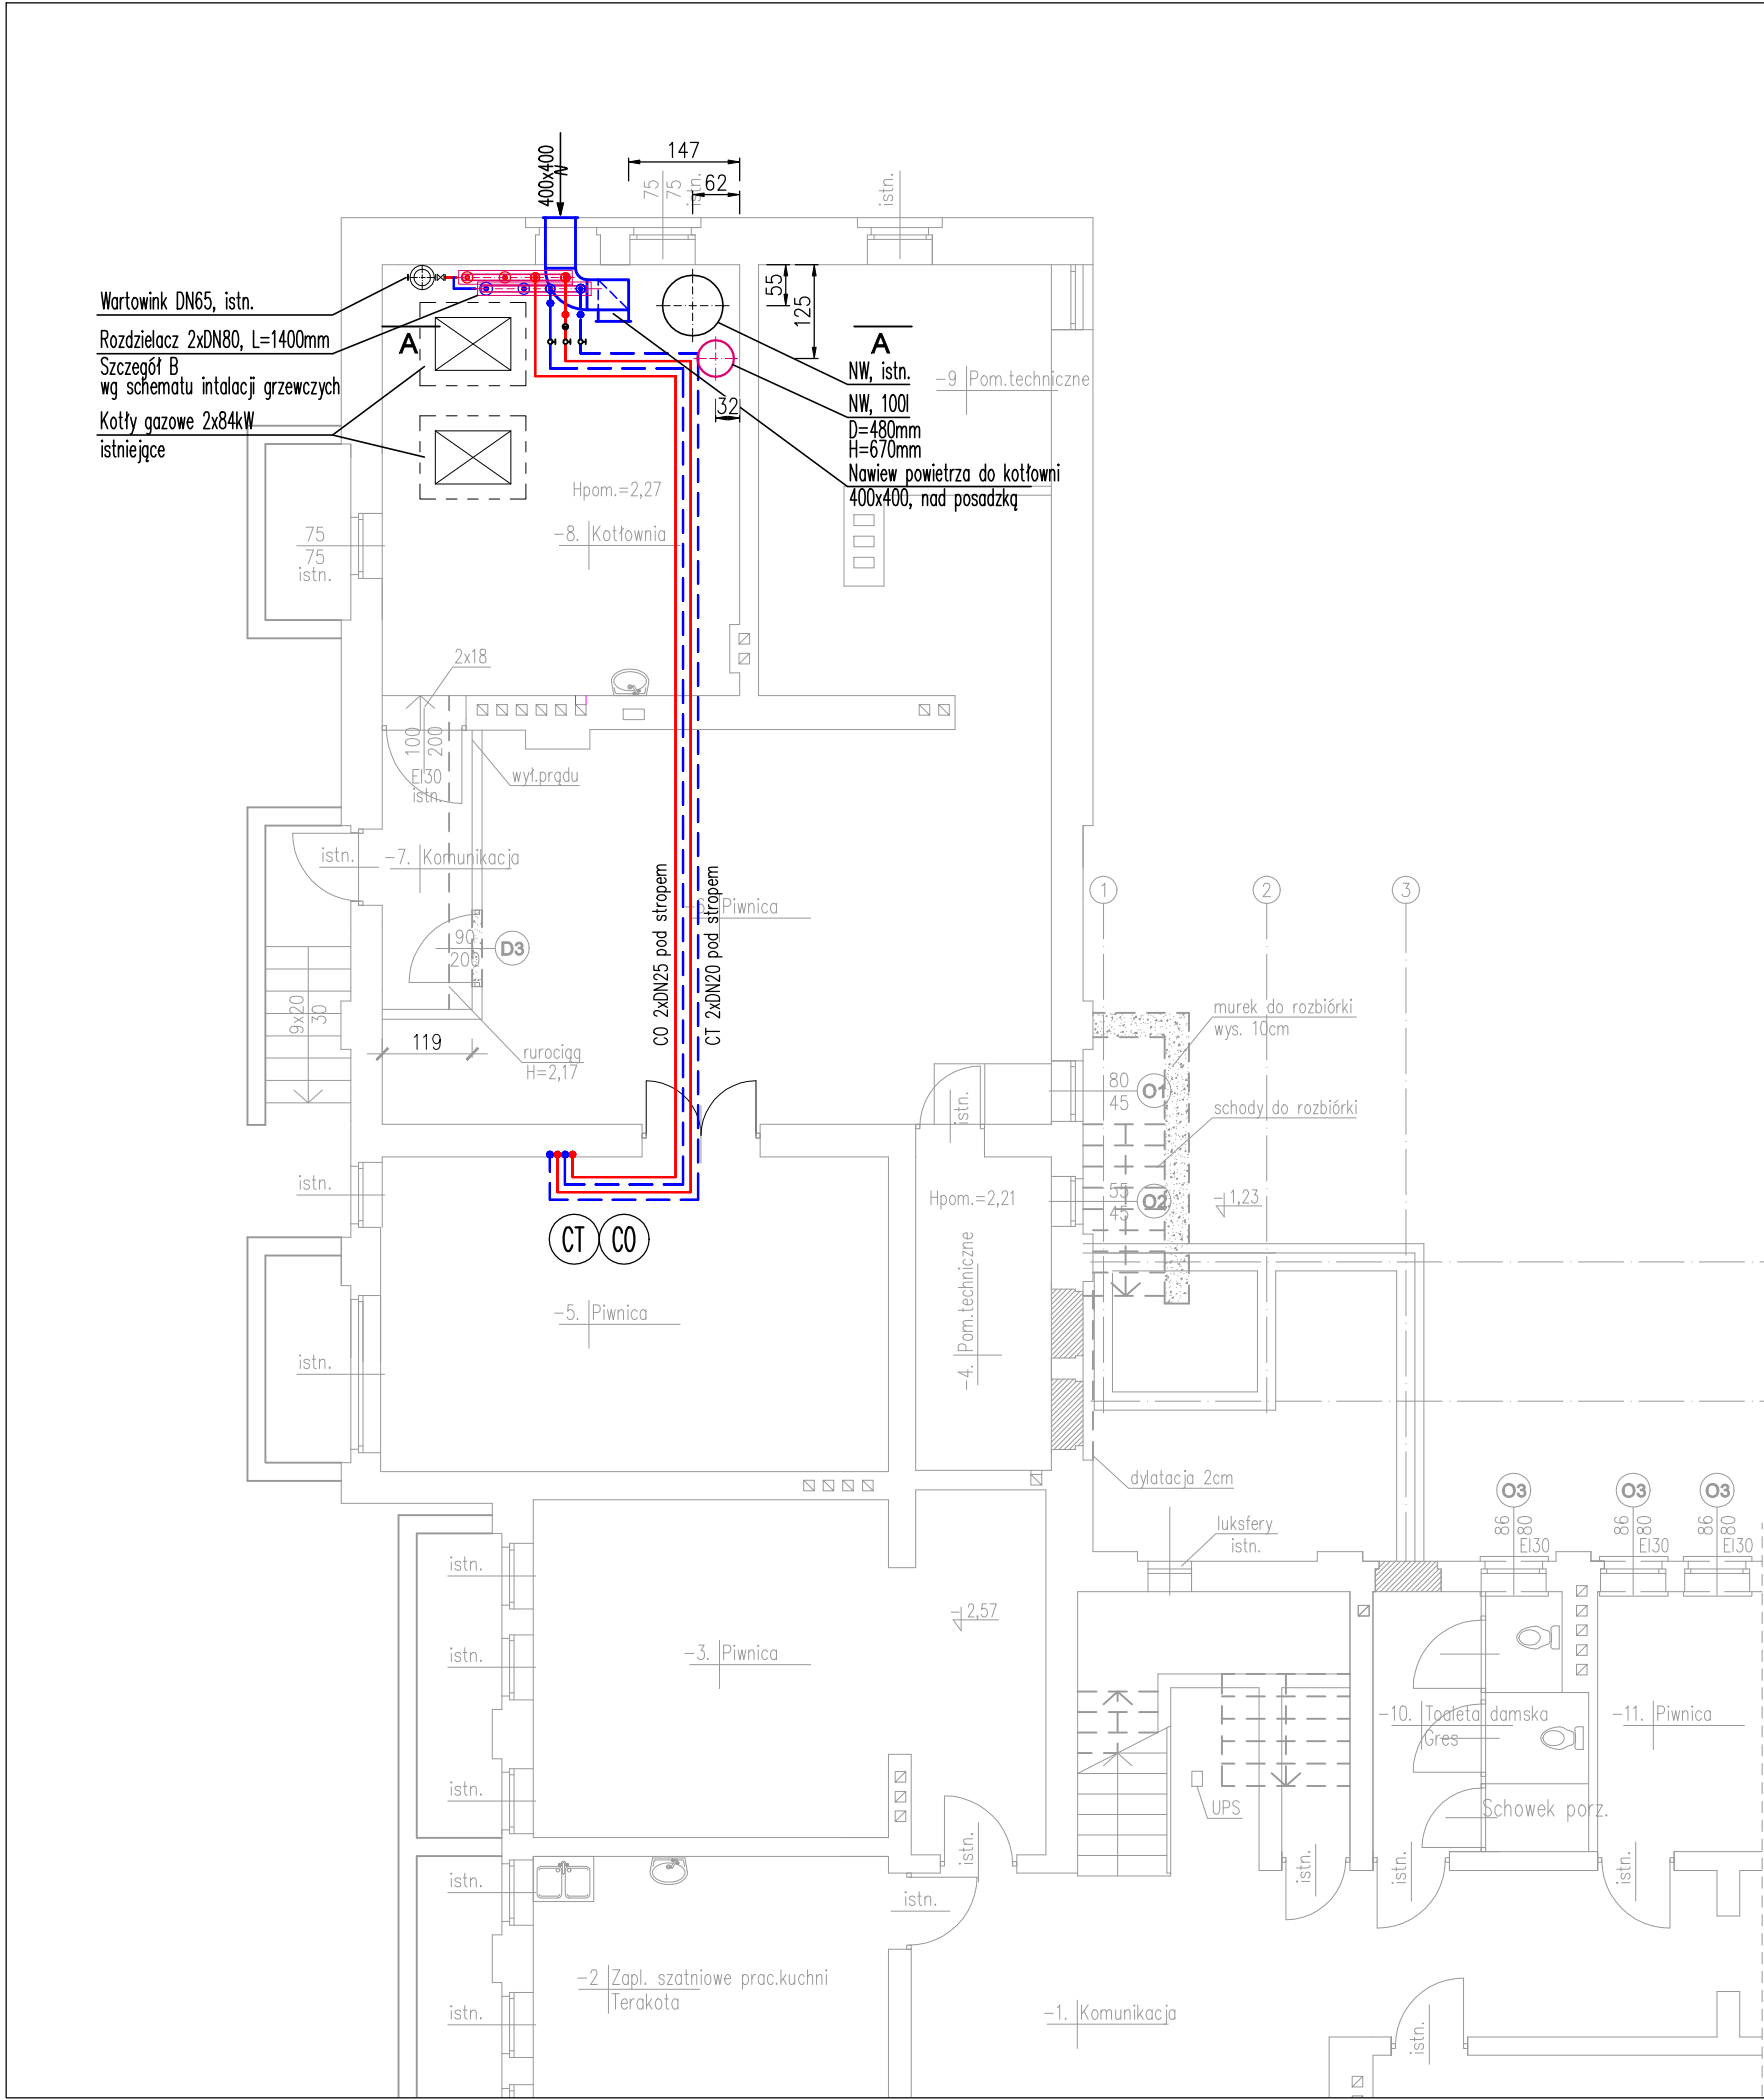 400x400
N
147
62
75
75
istn.
istn.
55
125
Wartowink DN65, istn.
Rozdzielacz 2xDN80, L=1400mm
Szczegół B
wg schematu intalacji grzewczych
Kotły gazowe 2x84kW
istniejące
A
A
NW, istn.
NW, 100l
D=480mm
H=670mm
Nawiew powietrza do kotłowni
400x400, nad posadzką
32
-9 Pom.techniczne
Hpom.=2,27
-8. Kotłownia
75
75
istn.
2x18
100
200
EI30
istn.
wył.prądu
istn.
-7. Komunikacja
-6. Piwnica
CO 2xDN25 pod stropem
CT 2xDN20 pod stropem
90
200
D3
9x20
30
119
rurociąg
H=2,17
1
2
3
murek do rozbiórki
wys. 10cm
80
45
O1
schody do rozbiórki
istn.
istn.
55
45
O2
-1,23
Hpom.=2,21
CT
CO
-5. Piwnica
-4. Pom.techniczne
istn.
dylatacja 2cm
luksfery
istn.
O3
O3
O3
86
80
EI30
86
80
EI30
86
80
EI30
istn.
-2,57
-3. Piwnica
istn.
-10. Toaleta damska
Gres
-11. Piwnica
istn.
UPS
Schowek porz.
istn.
istn.
istn.
istn.
istn.
istn.
-2 Zapl. szatniowe prac.kuchni
Terakota
istn.
-1. Komunikacja
istn.